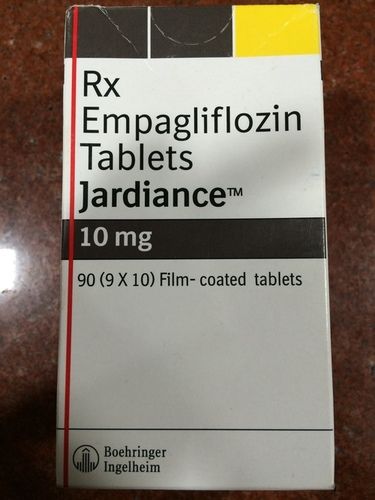 Rx
Empagliflozin
Tablets
Jardiance™
10 mg
90 (9 X 10) Film- coated tablets
Boehringer
Ingelheim